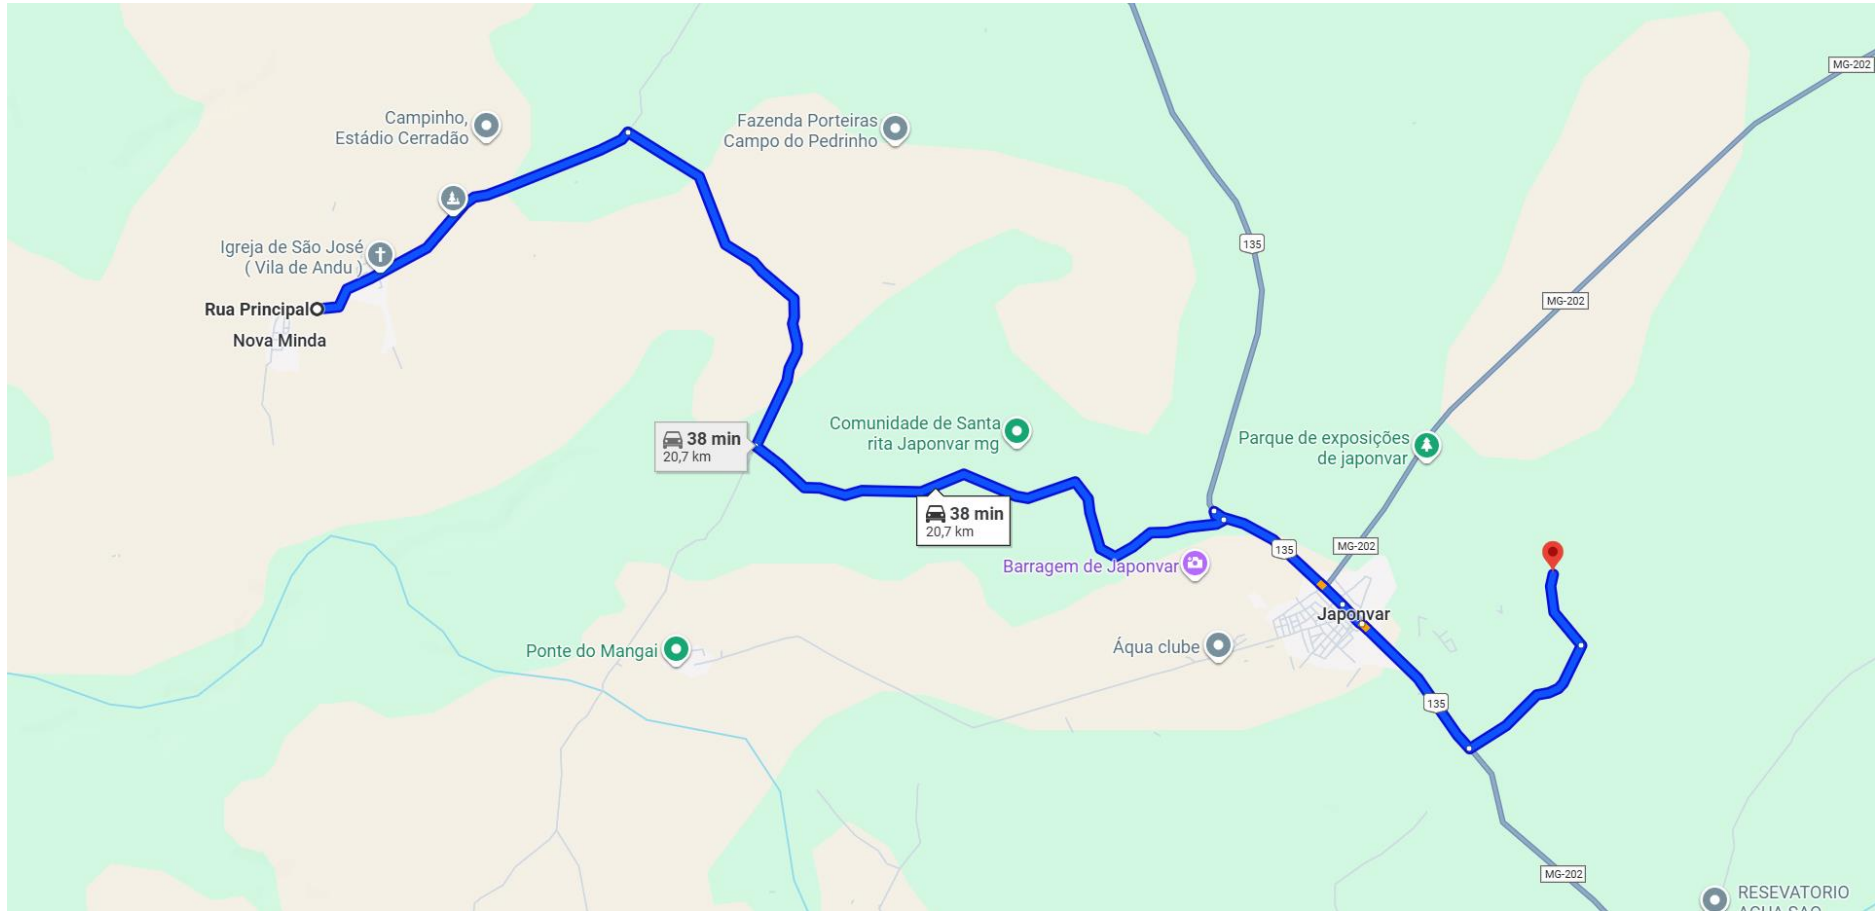 MG-202
Campinho,
Estádio Cerradão
Fazenda Porteiras
Campo do Pedrinho
135
Igreja de São José
( Vila de Andu )
Rua Principal
MG-202
Nova Minda
38 min
20,7 km
Comunidade de Santa
rita Japonvar mg
Parque de exposições
de japonvar
38 min
20,7 km
135
MG-202
Barragem de Japonvar
Japonvar
Ponte do Mangai
Áqua clube
135
MG-202
RESEVATORIO
AGUA SAO